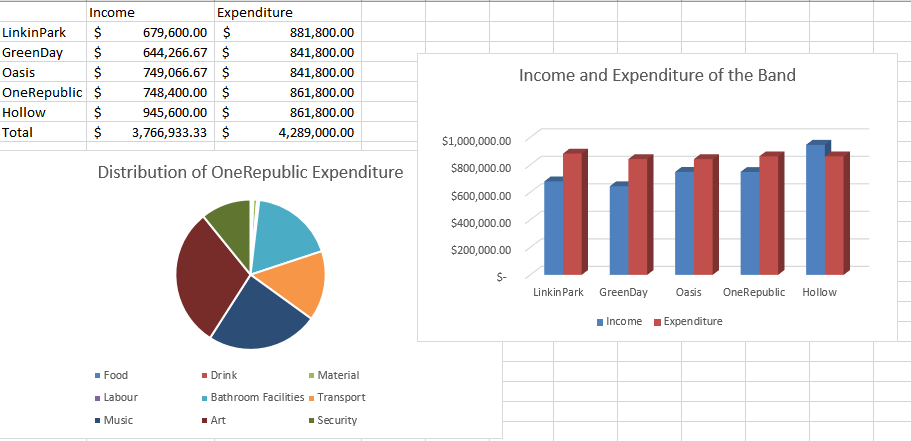 Income Expenditure
LinkinPark $ 679,600.00 $ 881,800.00
GreenDay $ 644,266.67 $ 841,800.00
Oasis $ 749,066.67 $ 841,800.00
OneRepublic $ 748,400.00 $ 861,800.00
Hollow $ 945,600.00 $ 861,800.00
Total $ 3,766,933.33 $ 4,289,000.00
Distribution of OneRepublic Expenditure
Food Drink Material
Labour Bathroom Facilities Transport
Music Art Security
Income and Expenditure of the Band
$1,000,000.00
$800,000.00
$600,000.00
$400,000.00
$200,000.00
$-
LinkinPark GreenDay Oasis OneRepublic Hollow
Income Expenditure